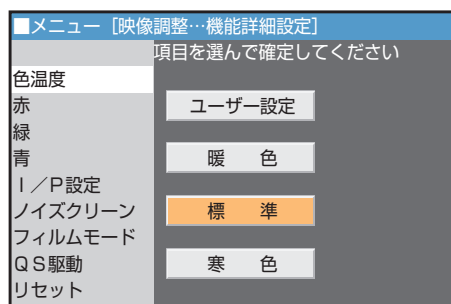 ■メニュー［映像調整…機能詳細設定］
項目を選んで確定してください
色温度
赤
緑
青
I／P設定
ノイズクリーン
フィルムモード
QS駆動
リセット
ユーザー設定
暖　色
標　準
寒　色